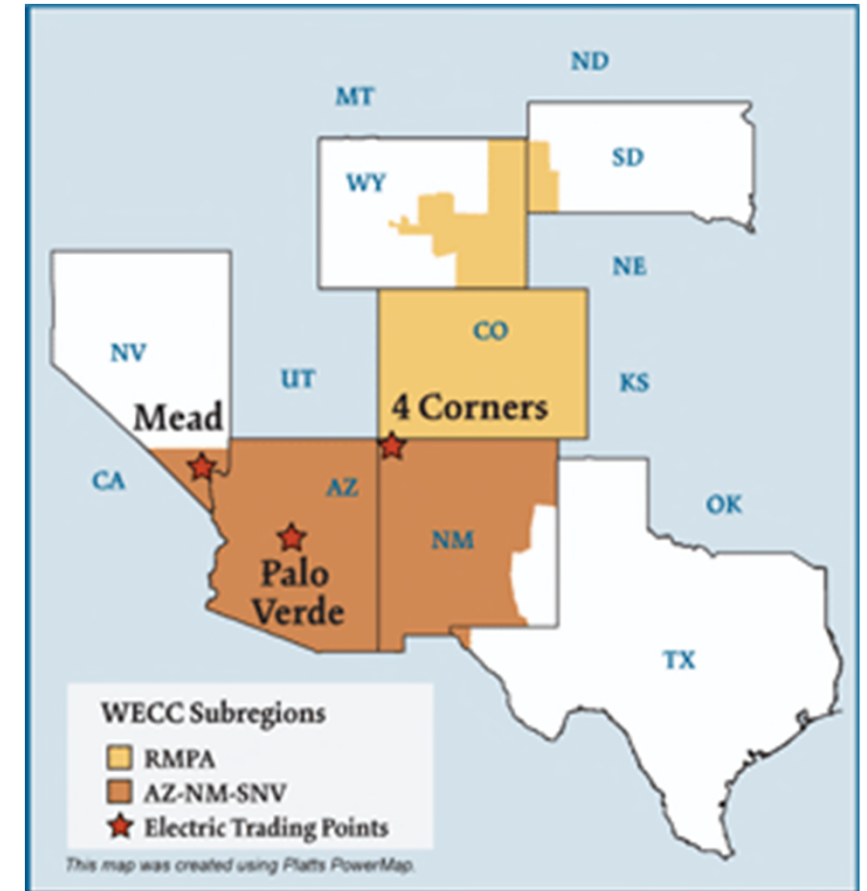 ND
MT
SD
WY
NE
CO
NV
UT
KS
4 Corners
Mead
CA
AZ
OK
NM
Palo
Verde
TX
WECC Subregions
RMPA
AZ-NM-SNV
Electric Trading Points
This map was created using Platts PowerMap.